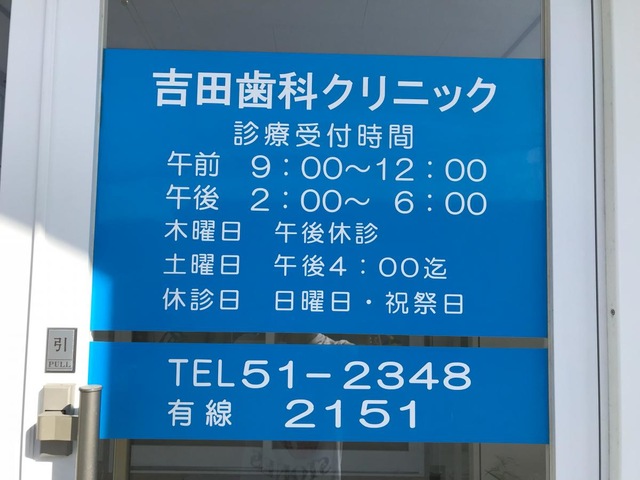 吉田歯科クリニック
診療受付時間
午前 9：00～12：00
午後 2：00～ 6：00
木曜日 午後休診
土曜日 午後4：00迄
休診日 日曜日・祝祭日
引
PULL
TEL51-2348
有線 2151